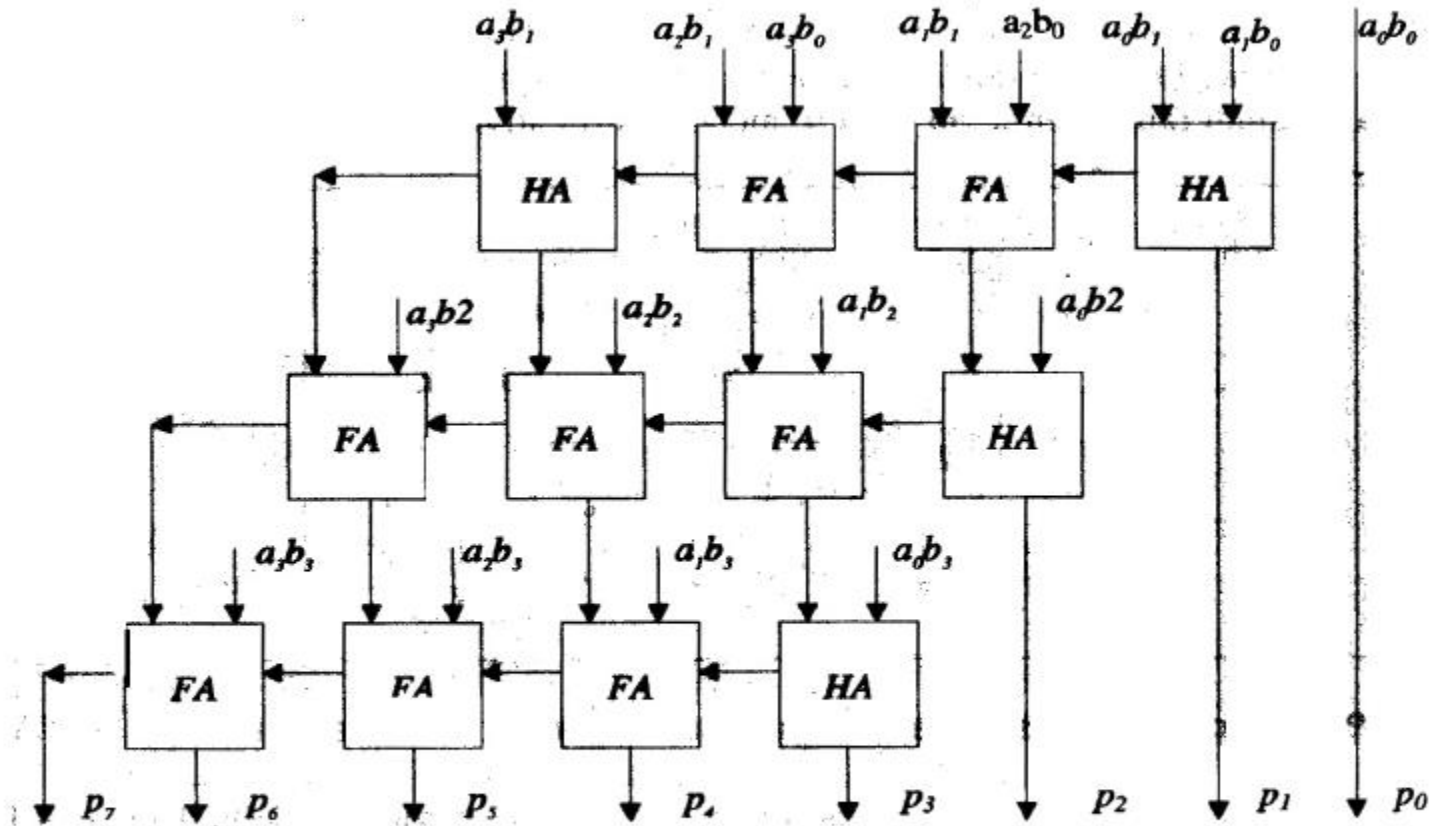 a₃b₁ a₂b₁ a₃b₀ a₁b₁ a₂b₀ a₀b₁ a₁b₀ a₀b₀
HA FA FA HA
a₃b2 a₂b₂ a₁b₂ a₀b2
FA FA FA HA
a₃b₃ a₂b₃ a₁b₃ a₀b₃
FA FA FA HA
p₇ p₆ p₅ p₄ p₃ p₂ p₁ p₀